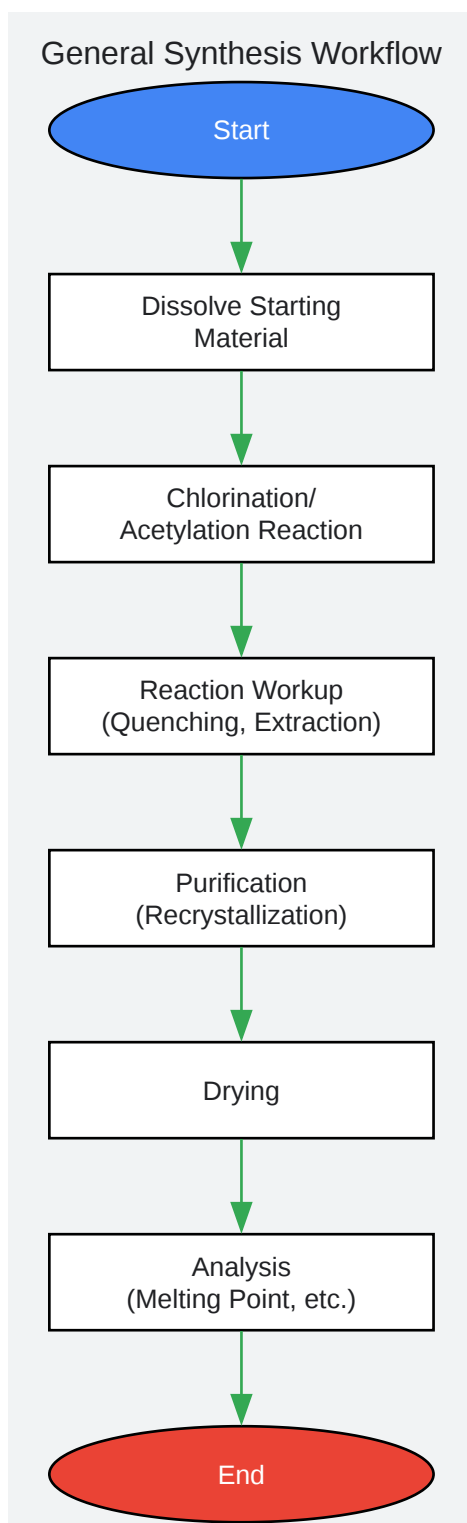 General Synthesis Workflow
Start
Dissolve Starting
Material
Chlorination/
Acetylation Reaction
Reaction Workup
(Quenching, Extraction)
Purification
(Recrystallization)
Drying
Analysis
(Melting Point, etc.)
End